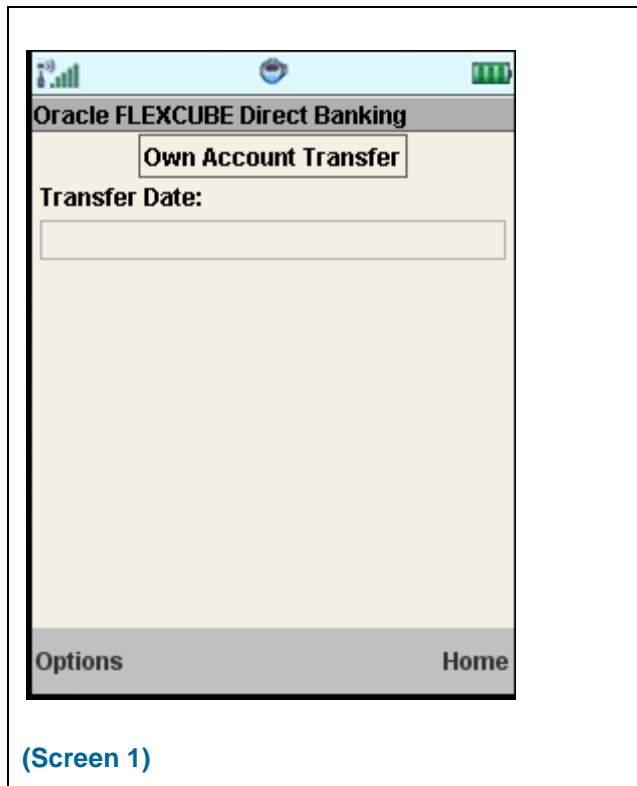 Oracle FLEXCUBE Direct Banking
Own Account Transfer
Transfer Date:
Options Home
(Screen 1)